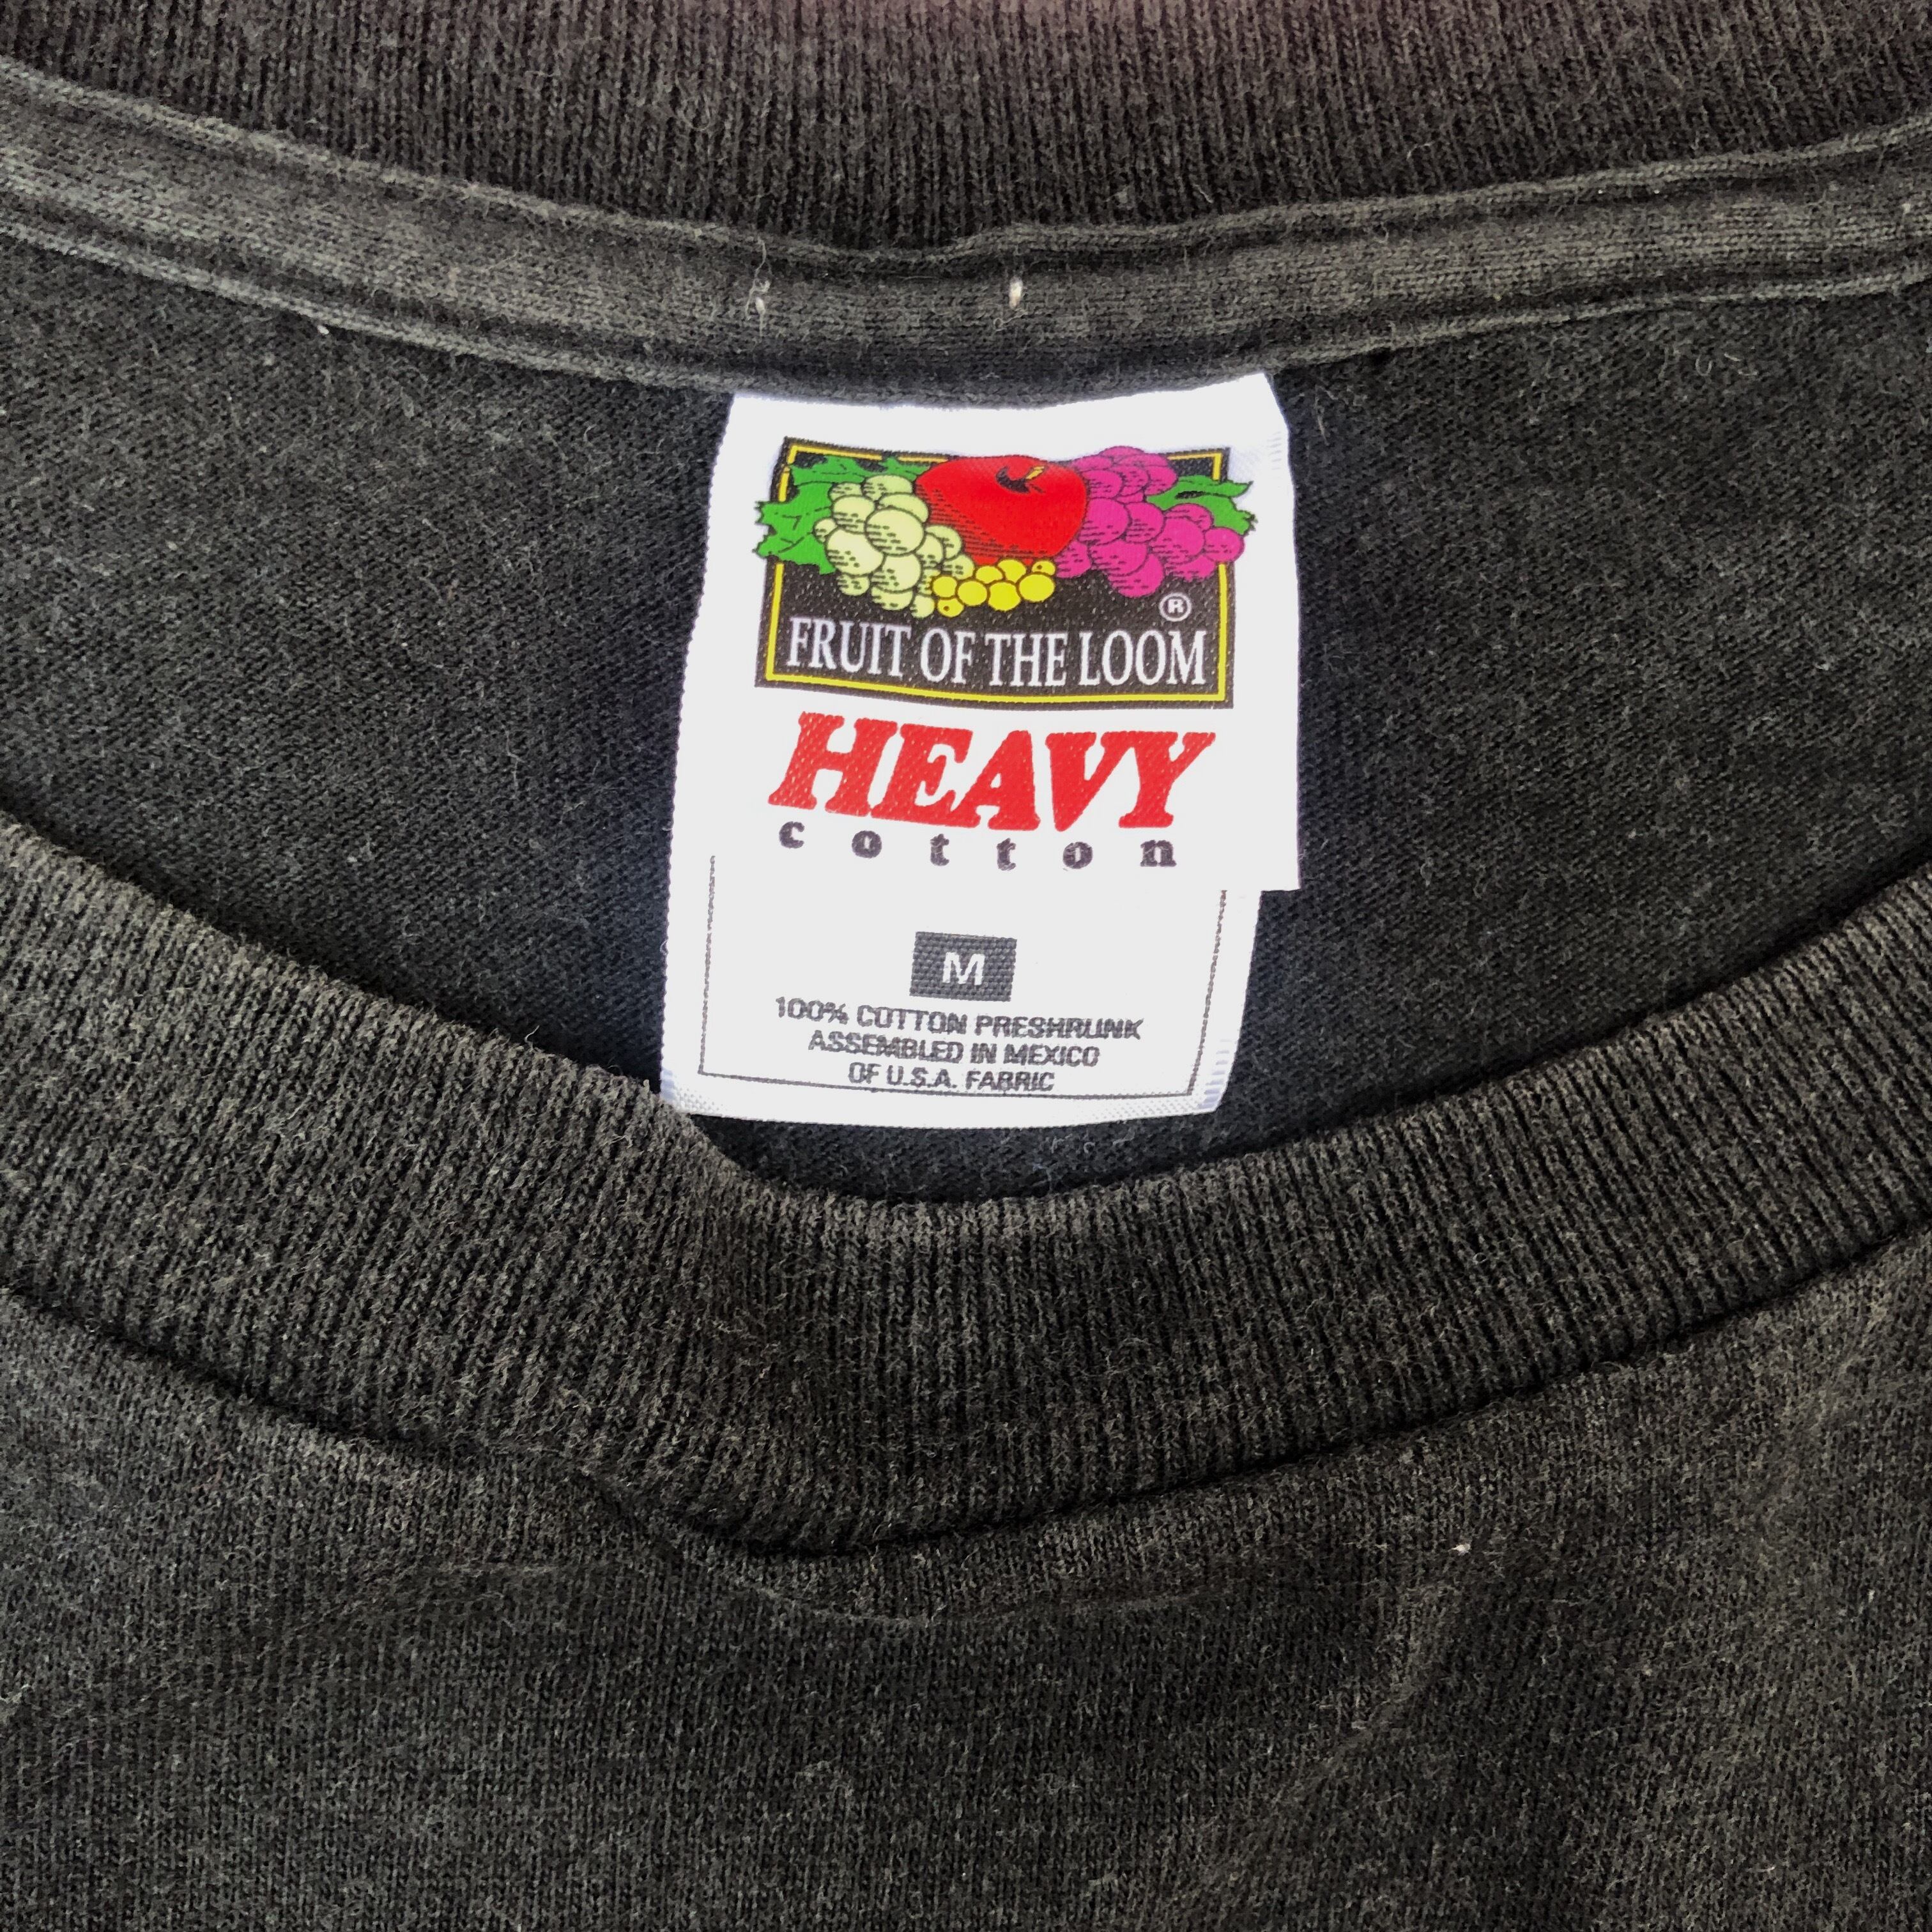 ®
FRUIT OF THE LOOM
HEAVY
cotton
M
100% COTTON PRESHRUNK
ASSEMBLED IN MEXICO
OF U.S.A. FABRIC